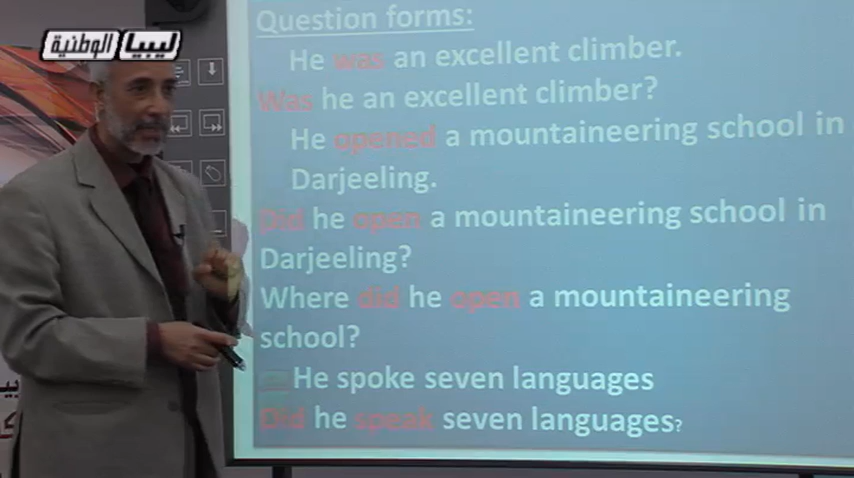 ليبيا الوطنية
Question forms:
He was an excellent climber.
Was he an excellent climber?
He opened a mountaineering school in
Darjeeling.
Did he open a mountaineering school in
Darjeeling?
Where did he open a mountaineering
school?
He spoke seven languages
Did he speak seven languages?